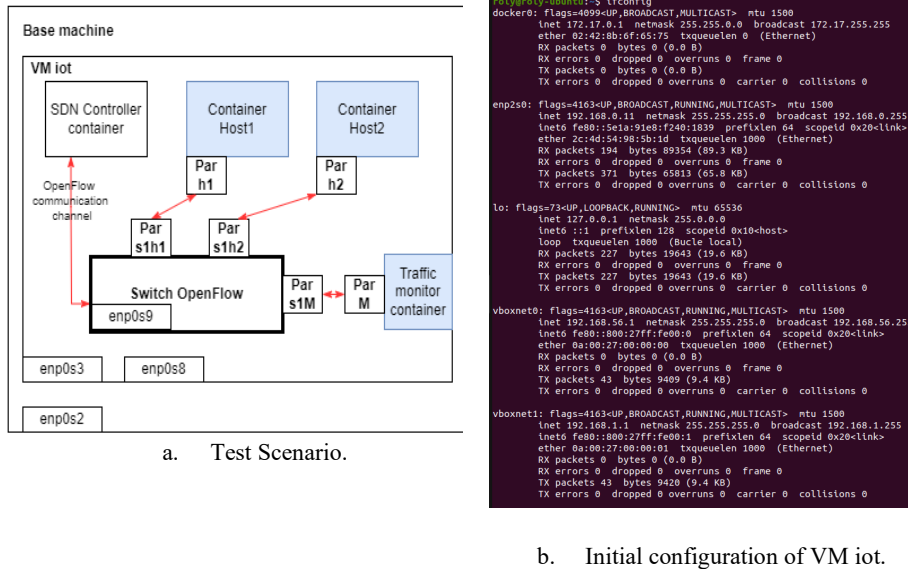 Base machine
VM iot
SDN Controller
container
Container
Host1
Container
Host2
Par
h1
Par
h2
OpenFlow
communication
channel
Par
s1h1
Par
s1h2
Switch OpenFlow
enp0s9
Par
s1M
Par
M
Traffic
monitor
container
enp0s3
enp0s8
enp0s2
a. Test Scenario.
roly@roly-ubuntu:~$ ifconfig
docker0: flags=4099<UP,BROADCAST,MULTICAST> mtu 1500
inet 172.17.0.1 netmask 255.255.0.0 broadcast 172.17.255.255
ether 02:42:8b:6f:65:75 txqueuelen 0 (Ethernet)
RX packets 0 bytes 0 (0.0 B)
RX errors 0 dropped 0 overruns 0 frame 0
TX packets 0 bytes 0 (0.0 B)
TX errors 0 dropped 0 overruns 0 carrier 0 collisions 0
enp2s0: flags=4163<UP,BROADCAST,RUNNING,MULTICAST> mtu 1500
inet 192.168.0.11 netmask 255.255.255.0 broadcast 192.168.0.255
inet6 fe80::5e1a:91e8:f240:1839 prefixlen 64 scopeid 0x20<link>
ether 2c:4d:54:98:5b:1d txqueuelen 1000 (Ethernet)
RX packets 194 bytes 89354 (89.3 KB)
RX errors 0 dropped 0 overruns 0 frame 0
TX packets 371 bytes 65813 (65.8 KB)
TX errors 0 dropped 0 overruns 0 carrier 0 collisions 0
lo: flags=73<UP,LOOPBACK,RUNNING> mtu 65536
inet 127.0.0.1 netmask 255.0.0.0
inet6 ::1 prefixlen 128 scopeid 0x10<host>
loop txqueuelen 1000 (Bucle local)
RX packets 227 bytes 19643 (19.6 KB)
RX errors 0 dropped 0 overruns 0 frame 0
TX packets 227 bytes 19643 (19.6 KB)
TX errors 0 dropped 0 overruns 0 carrier 0 collisions 0
vboxnet0: flags=4163<UP,BROADCAST,RUNNING,MULTICAST> mtu 1500
inet 192.168.56.1 netmask 255.255.255.0 broadcast 192.168.56.25
inet6 fe80::800:27ff:fe00:0 prefixlen 64 scopeid 0x20<link>
ether 0a:00:27:00:00:00 txqueuelen 1000 (Ethernet)
RX packets 0 bytes 0 (0.0 B)
RX errors 0 dropped 0 overruns 0 frame 0
TX packets 43 bytes 9409 (9.4 KB)
TX errors 0 dropped 0 overruns 0 carrier 0 collisions 0
vboxnet1: flags=4163<UP,BROADCAST,RUNNING,MULTICAST> mtu 1500
inet 192.168.1.1 netmask 255.255.255.0 broadcast 192.168.1.255
inet6 fe80::800:27ff:fe00:1 prefixlen 64 scopeid 0x20<link>
ether 0a:00:27:00:00:01 txqueuelen 1000 (Ethernet)
RX packets 0 bytes 0 (0.0 B)
RX errors 0 dropped 0 overruns 0 frame 0
TX packets 43 bytes 9420 (9.4 KB)
TX errors 0 dropped 0 overruns 0 carrier 0 collisions 0
b. Initial configuration of VM iot.